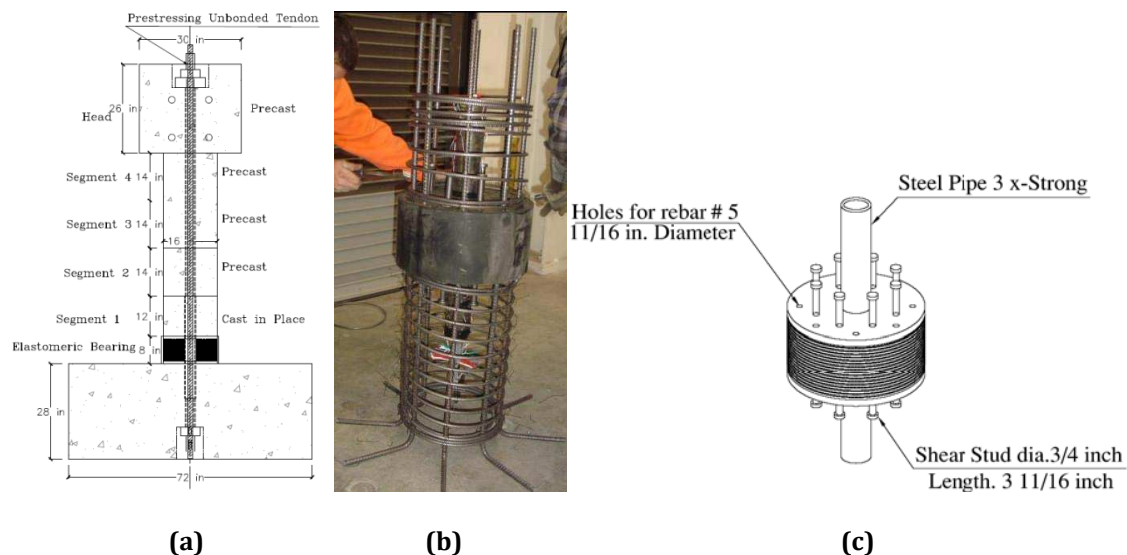 Prestressing Unbonded Tendon
30 in
26 in
Head
Precast
Segment 4
14 in
Precast
Segment 3
14 in
Precast
16
Segment 2
14 in
Precast
Segment 1
12 in
Cast in Place
Elastomeric Bearing
8 in
28 in
72 in
(a)
(b)
Steel Pipe 3 x-Strong
Holes for rebar # 5
11/16 in. Diameter
Shear Stud dia.3/4 inch
Length. 3 11/16 inch
(c)